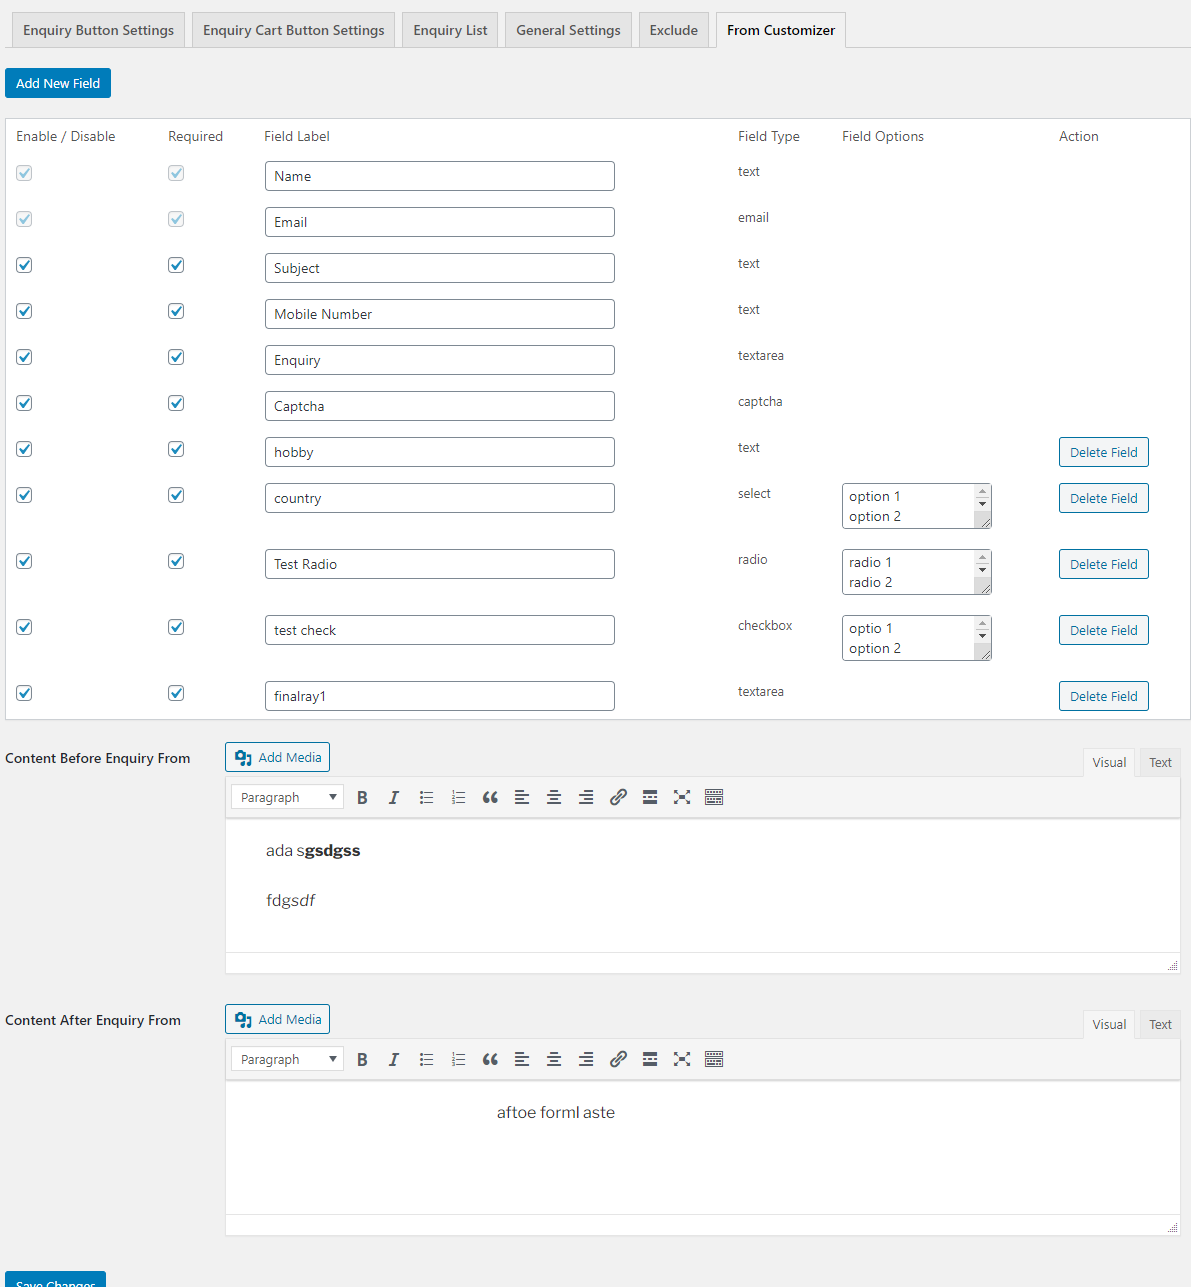 Enquiry Button Settings Enquiry Cart Button Settings Enquiry List General Settings Exclude From Customizer
Add New Field
Enable / Disable Required Field Label Field Type Field Options Action
Name text
Email email
Subject text
Mobile Number text
Enquiry textarea
Captcha captcha
hobby text Delete Field
country select option 1 Delete Field
option 2
Test Radio radio radio 1 Delete Field
radio 2
test check checkbox optio 1 Delete Field
option 2
finalray1 textarea Delete Field
Content Before Enquiry From Add Media Visual Text
Paragraph B I
ada sgsdgss
fdgsdf
Content After Enquiry From Add Media Visual Text
Paragraph B I
aftoe forml aste
Save Changes